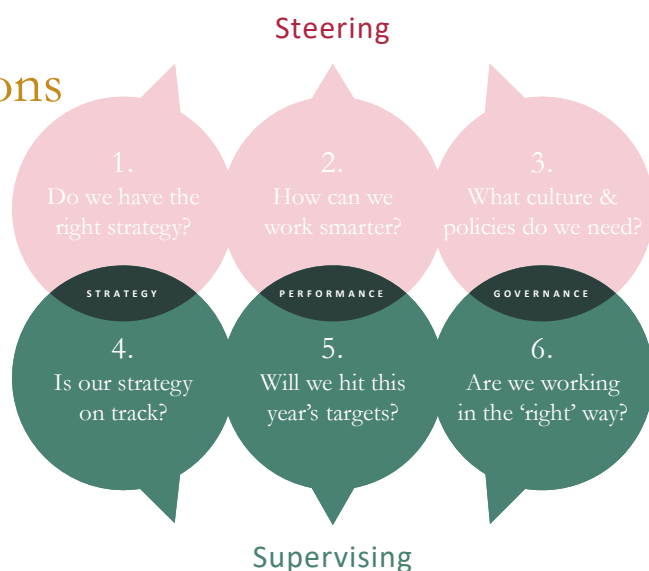 Steering
1.
Do we have the
right strategy?
2.
How can we
work smarter?
3.
What culture &
policies do we need?
STRATEGY
PERFORMANCE
GOVERNANCE
4.
Is our strategy
on track?
5.
Will we hit this
year’s targets?
6.
Are we working
in the ‘right’ way?
Supervising